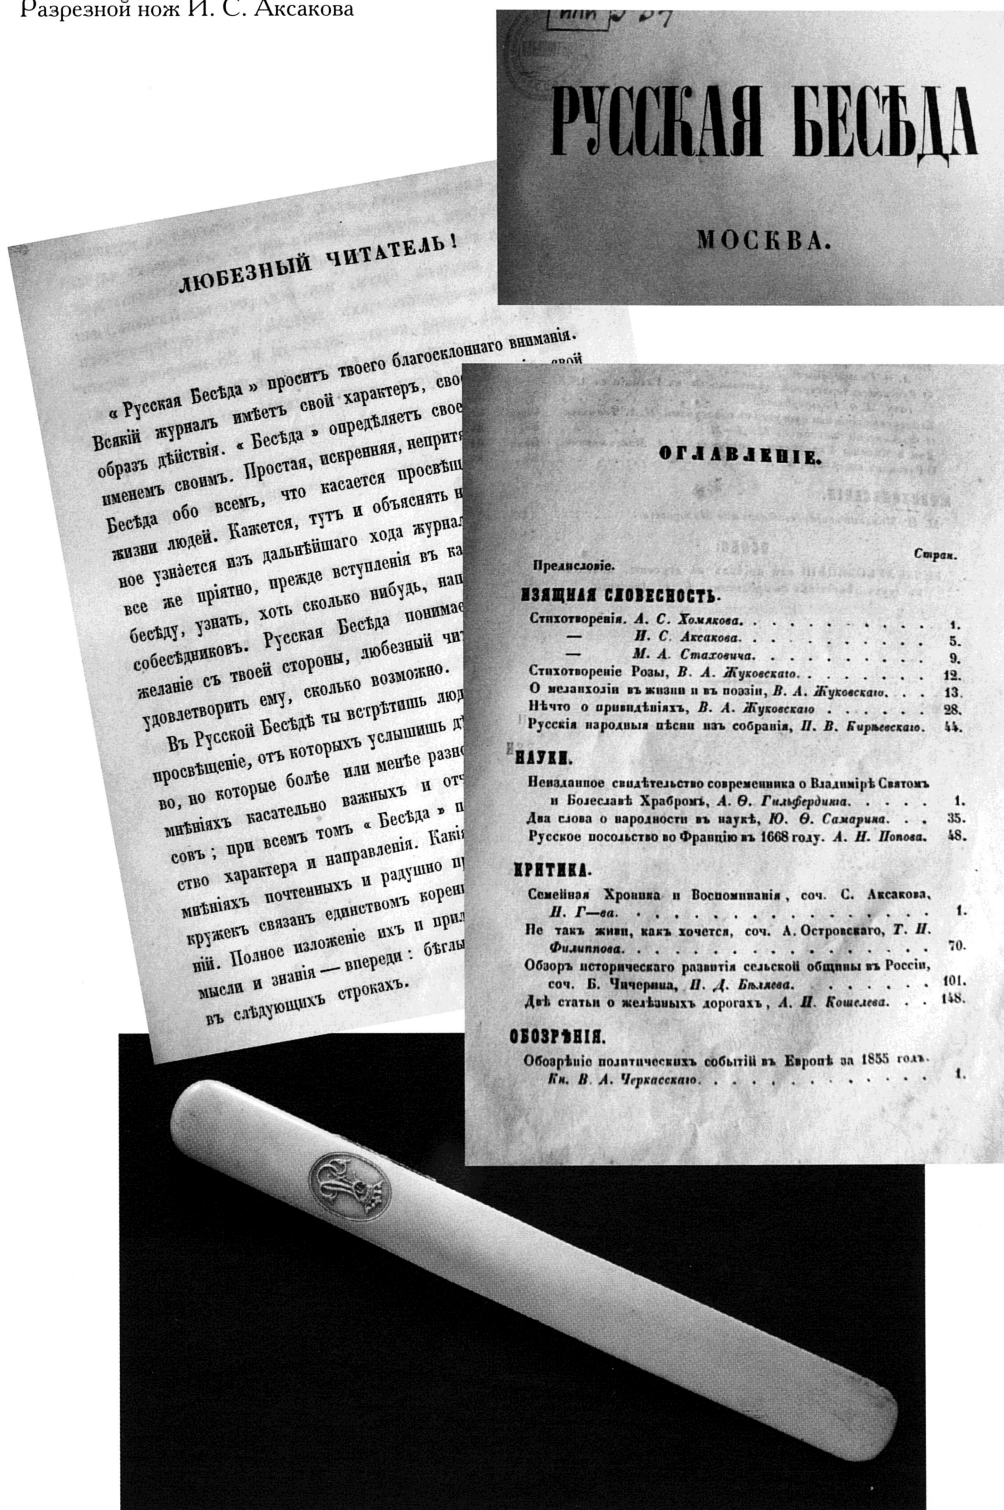 Разрезной нож И. С. Аксакова
РУССКАЯ БЕСѢДА
МОСКВА.
ЛЮБЕЗНЫЙ ЧИТАТЕЛЬ!
« Русская Бесѣда » проситъ твоего благосклоннаго вниманія.
Всякій журналъ имѣетъ свой характеръ, свое свой
образъ дѣйствія. « Бесѣда » опредѣляетъ свое
именемъ своимъ. Простая, искренняя, неприт
Бесѣда обо всемъ, что касается просвѣщ
жизни людей. Кажется, тутъ и объяснять н
ное узнается изъ дальнѣйшаго хода журнал
все же пріятно, прежде вступленія въ ка
бесѣду, узнать, хоть сколько нибудь, нап
собесѣдниковъ. Русская Бесѣда понимае
желаніе съ твоей стороны, любезный чит
удовлетворить ему, сколько возможно.
Въ Русской Бесѣдѣ ты встрѣтишь люд
просвѣщеніе, отъ которыхъ услышишь д
во, но которые болѣе или менѣе разно
мнѣніяхъ касательно важныхъ и отч
совъ; при всемъ томъ « Бесѣда » п
ство характера и направленія. Какія
мнѣніяхъ почтенныхъ и радушно п
кружекъ связанъ единствомъ корен
ній. Полное изложеніе ихъ и прил
мысли и знанія — впереди: бѣглы
въ слѣдующихъ строкахъ.
ОГЛАВЛЕНІЕ.
Стран.
Предисловіе.
ИЗЯЩНАЯ СЛОВЕСНОСТЬ.
Стихотворенія. А. С. Хомякова. . . . . . . . . . . 1.
— И. С. Аксакова. . . . . . . . . . . 5.
— М. А. Стаховича. . . . . . . . . . 9.
Стихотвореніе Розы, В. А. Жуковскаго. . . . . . . 12.
О меланхоліи въ жизни и въ поэзіи, В. А. Жуковскаго. . . 13.
Нѣчто о привидѣніяхъ, В. А. Жуковскаго . . . . . . 28.
Русскія народныя пѣсни изъ собранія, П. В. Кирѣевскаго. 44.
НАУКИ.
Неизданное свидѣтельство современника о Владимірѣ Святомъ
и Болеславѣ Храбромъ, А. Ѳ. Гильфердинга. . . . . 1.
Два слова о народности въ наукѣ, Ю. Ѳ. Самарина. . . 35.
Русское посольство во Францію въ 1668 году. А. Н. Попова. 48.
КРИТИКА.
Семейная Хроника и Воспоминанія, соч. С. Аксакова,
Н. Г—ва. . . . . . . . . . . . . . . . 1.
Не такъ живи, какъ хочется, соч. А. Островскаго, Т. И.
Филиппова. . . . . . . . . . . . . . . . 70.
Обзоръ историческаго развитія сельской общины въ Россіи,
соч. Б. Чичерина, И. Д. Бѣляева. . . . . . . 101.
Двѣ статьи о желѣзныхъ дорогахъ, А. И. Кошелева. . . 148.
ОБОЗРѢНІЯ.
Обозрѣніе политическихъ событій въ Европѣ за 1855 годъ.
Кн. В. А. Черкасскаго. . . . . . . . . . . . 1.